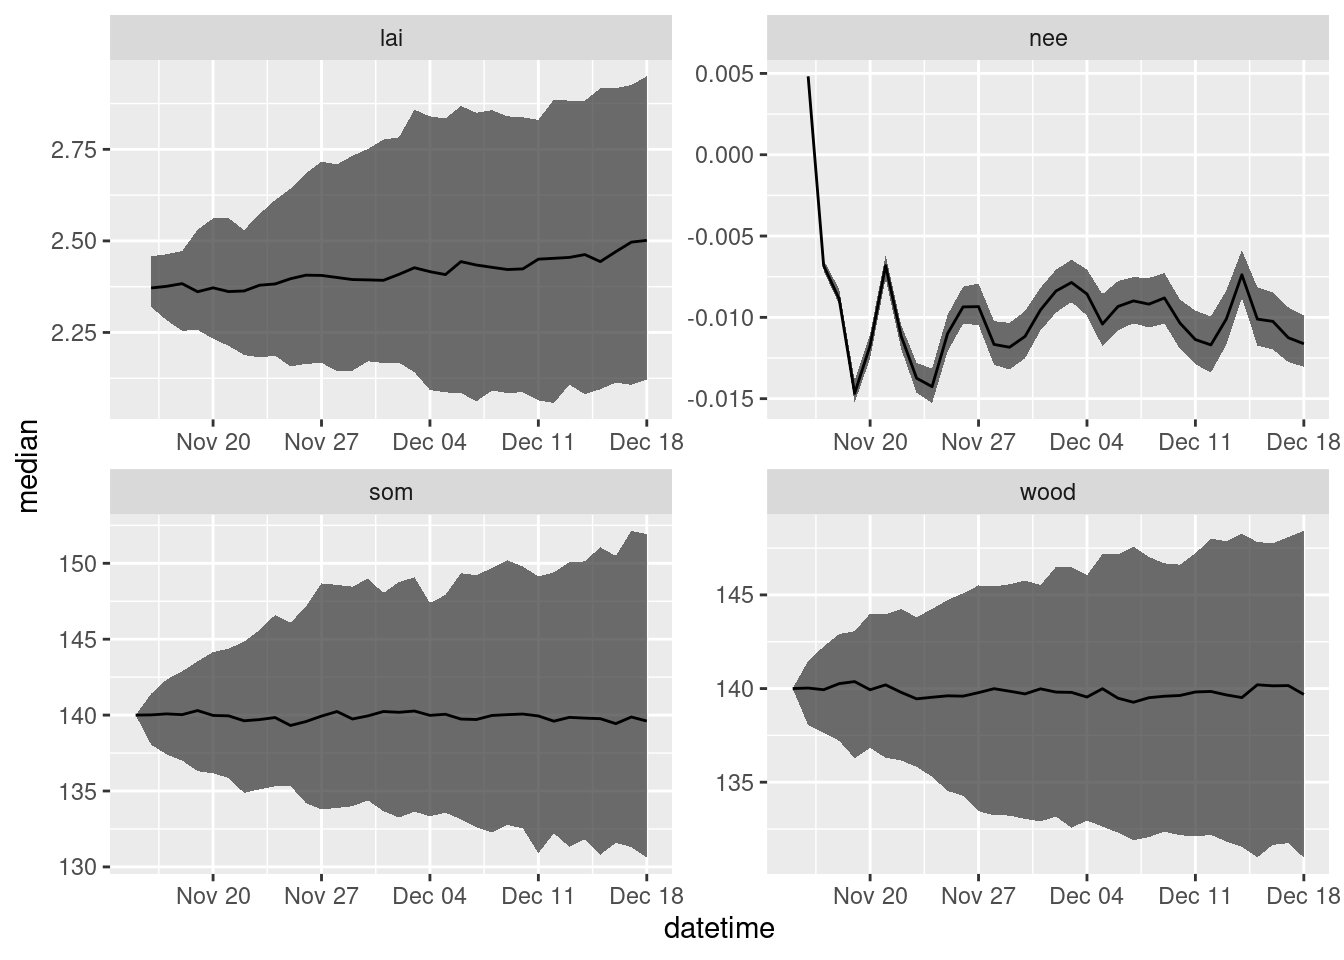 lai
nee
2.75
2.50
2.25
0.005
0.000
-0.005
-0.010
-0.015
Nov 20 Nov 27 Dec 04 Dec 11 Dec 18
Nov 20 Nov 27 Dec 04 Dec 11 Dec 18
median
som
wood
150
145
140
135
130
145
140
135
Nov 20 Nov 27 Dec 04 Dec 11 Dec 18
Nov 20 Nov 27 Dec 04 Dec 11 Dec 18
datetime